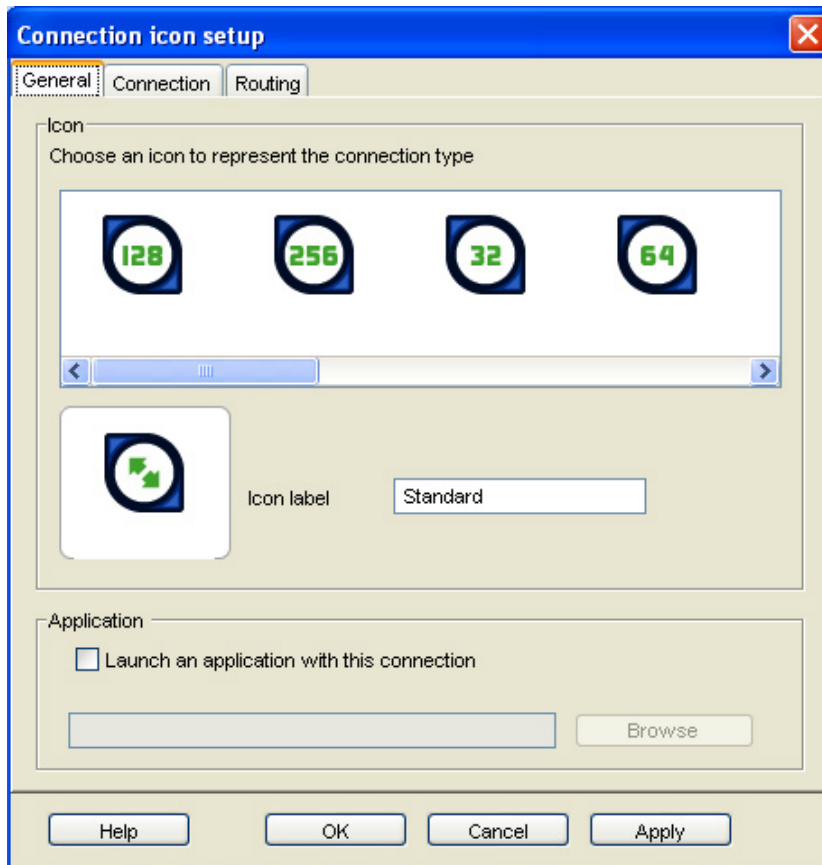 Connection icon setup
General Connection Routing
Icon
Choose an icon to represent the connection type
128 256 32 64
Icon label Standard
Application
Launch an application with this connection
Browse
Help OK Cancel Apply